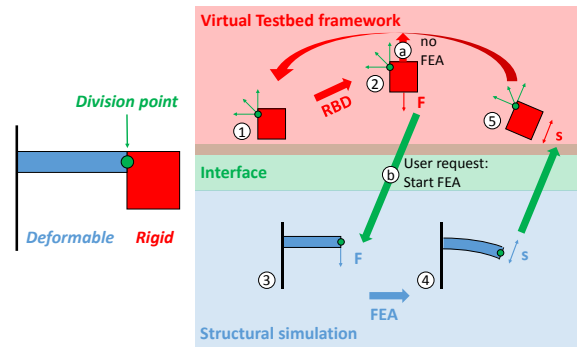 Virtual Testbed framework
a
no
FEA
2
Division point
1
RBD
F
5
s
b
User request:
Start FEA
Interface
Deformable
Rigid
3
F
4
s
FEA
Structural simulation